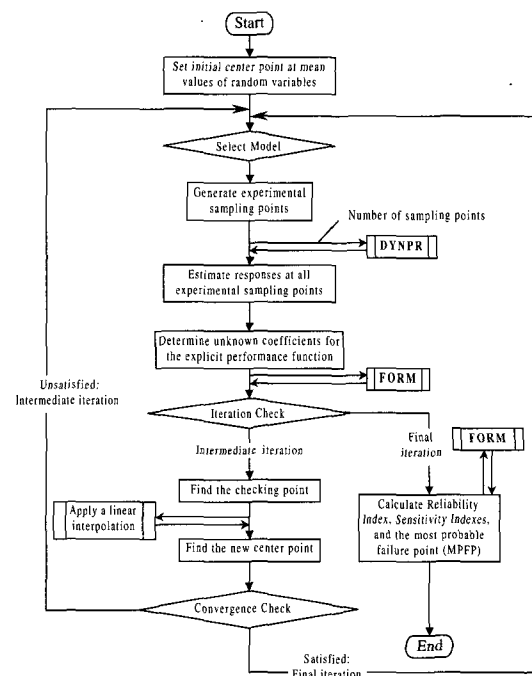 Start
Set initial center point at mean
values of random variables
Select Model
Generate experimental
sampling points
Number of sampling points
DYNPR
Estimate responses at all
experimental sampling points
Determine unknown coefficients for
the explicit performance function
FORM
Unsatisfied:
Intermediate iteration
Iteration Check
Intermediate iteration
Final
iteration
FORM
Find the checking point
Apply a linear
interpolation
Find the new center point
Calculate Reliability
Index, Sensitivity Indexes,
and the most probable
failure point (MPFP)
Convergence Check
End
Satisfied:
Final iteration